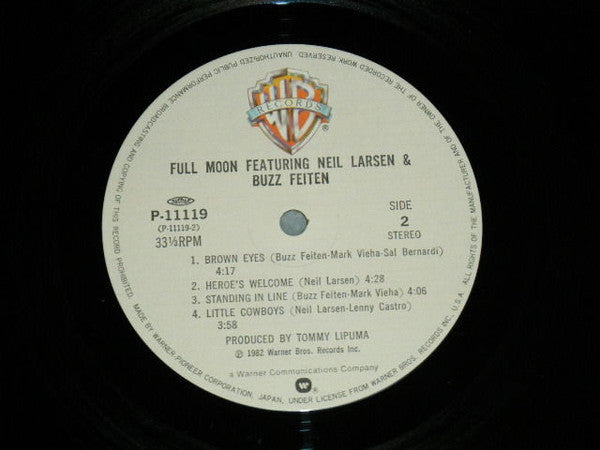 WB
RECORDS
®
FULL MOON FEATURING NEIL LARSEN &
BUZZ FEITEN
P-11119
(P-11119-2)
33⅓RPM
SIDE
2
STEREO
1. BROWN EYES (Buzz Feiten-Mark Vieha-Sal Bernardi)
4:17
2. HEROE'S WELCOME (Neil Larsen) 4:28
3. STANDING IN LINE (Buzz Feiten-Mark Vieha) 4:06
4. LITTLE COWBOYS (Neil Larsen-Lenny Castro)
3:58
PRODUCED BY TOMMY LIPUMA
℗ 1982 Warner Bros. Records Inc.
a Warner Communications Company
®
ALL RIGHTS OF THE MANUFACTURER AND OF THE OWNER OF THE RECORDED WORK RESERVED. UNAUTHORIZED PUBLIC PERFORMANCE BROADCASTING AND COPYING OF THIS RECORD PROHIBITED.
MADE BY WARNER-PIONEER CORPORATION, JAPAN, UNDER LICENSE FROM WARNER BROS. RECORDS INC., U.S.A.